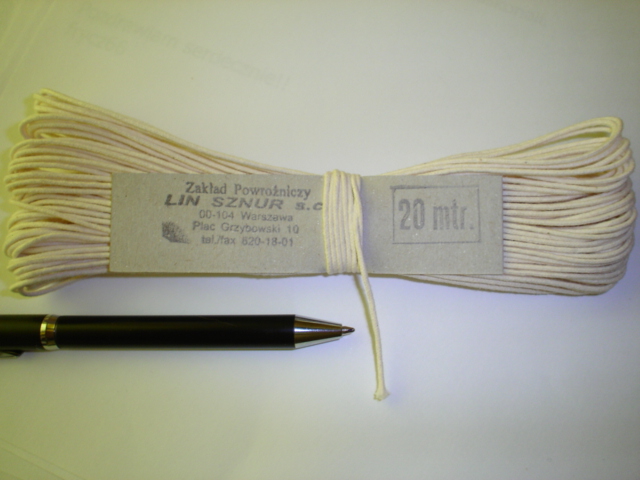 Zakład Powroźniczy
LIN SZNUR s.c
00-104 Warszawa
Plac Grzybowski 10
tel./fax 620-18-01
20 mtr.